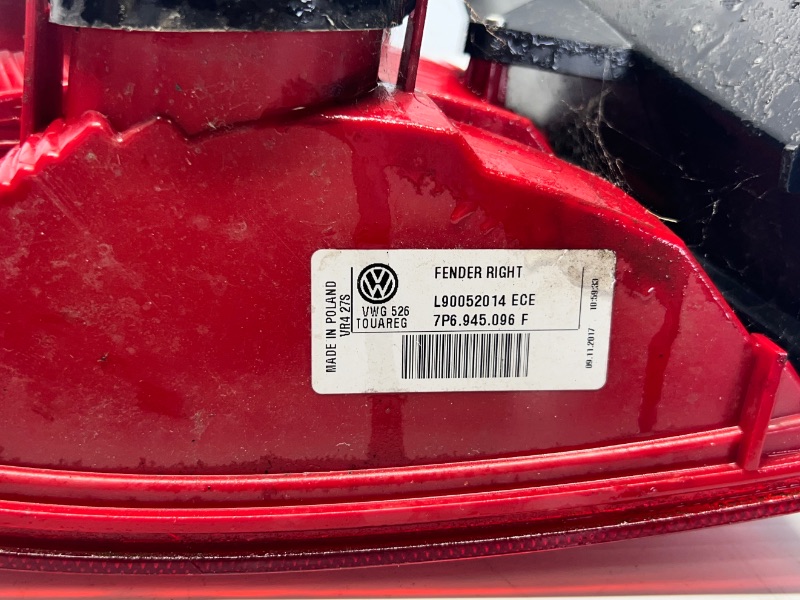 FENDER RIGHT
VWG 526
TOUAREG
L90052014 ECE
7P6.945.096 F
MADE IN POLAND
VR4 27S
09.11.2017 10:59:33